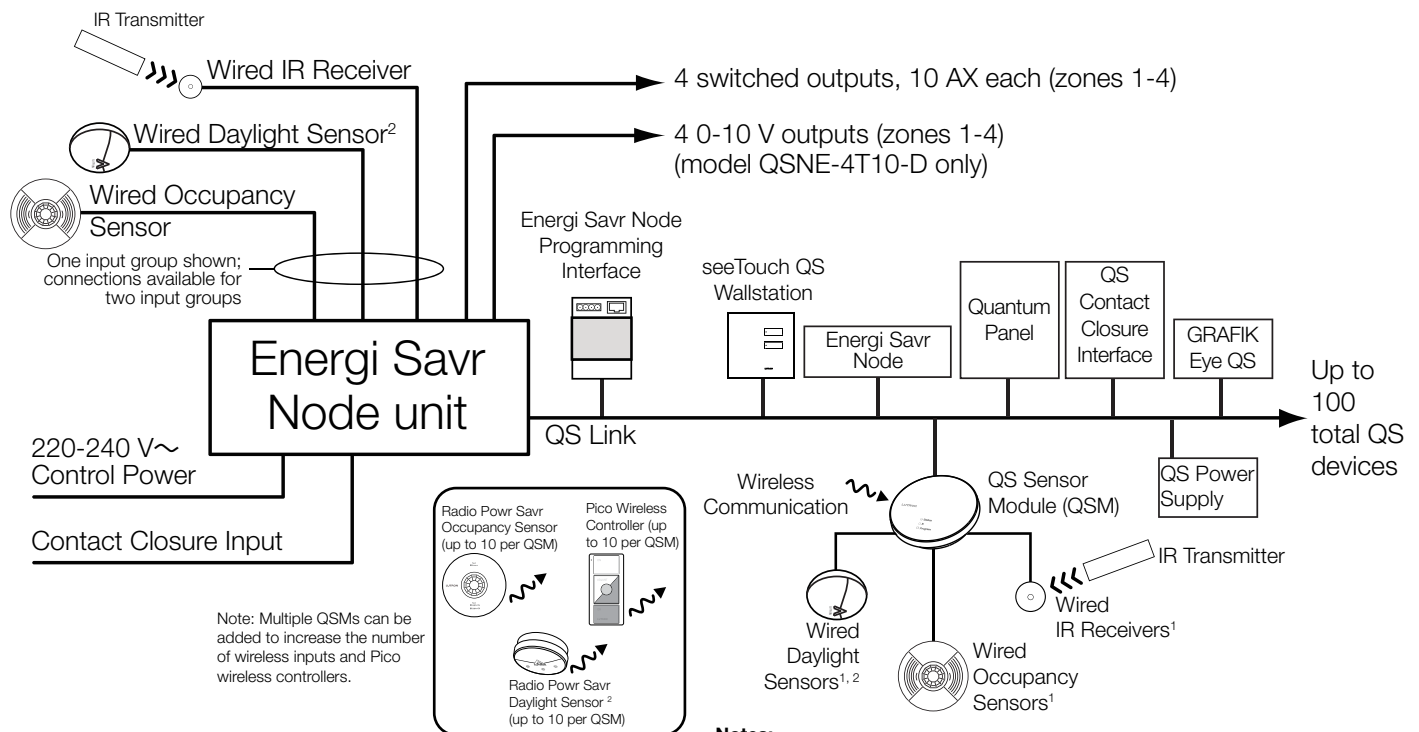 IR Transmitter
Wired IR Receiver
Wired Daylight Sensor2
Wired Occupancy
Sensor
One input group shown;
connections available for
two input groups
4 switched outputs, 10 AX each (zones 1-4)
4 0-10 V outputs (zones 1-4)
(model QSNE-4T10-D only)
Energi Savr
Node unit
220-240 V~
Control Power
Contact Closure Input
Energi Savr Node
Programming
Interface
seeTouch QS
Wallstation
Energi Savr
Node
Quantum
Panel
QS
Contact
Closure
Interface
GRAFIK
Eye QS
Up to
100
total QS
devices
QS Link
QS Power
Supply
Wireless
Communication
QS Sensor
Module (QSM)
IR Transmitter
Wired
IR Receivers1
Wired
Daylight
Sensors1, 2
Wired
Occupancy
Sensors1
Radio Powr Savr
Occupancy Sensor
(up to 10 per QSM)
Pico Wireless
Controller (up
to 10 per QSM)
Radio Powr Savr
Daylight Sensor 2
(up to 10 per QSM)
Note: Multiple QSMs can be
added to increase the number
of wireless inputs and Pico
wireless controllers.